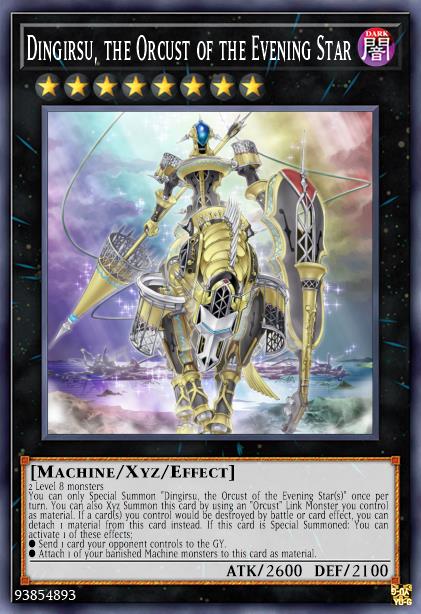 Dingirsu, the Orcust of the Evening Star
DARK
闇
[Machine/Xyz/Effect]
2 Level 8 monsters
You can only Special Summon "Dingirsu, the Orcust of the Evening Star(s)" once per
turn. You can also Xyz Summon this card by using an "Orcust" Link Monster you control
as material. If a card(s) you control would be destroyed by battle or card effect, you can
detach 1 material from this card instead. If this card is Special Summoned: You can
activate 1 of these effects;
● Send 1 card your opponent controls to the GY.
● Attach 1 of your banished Machine monsters to this card as material.
ATK/2600 DEF/2100
93854893